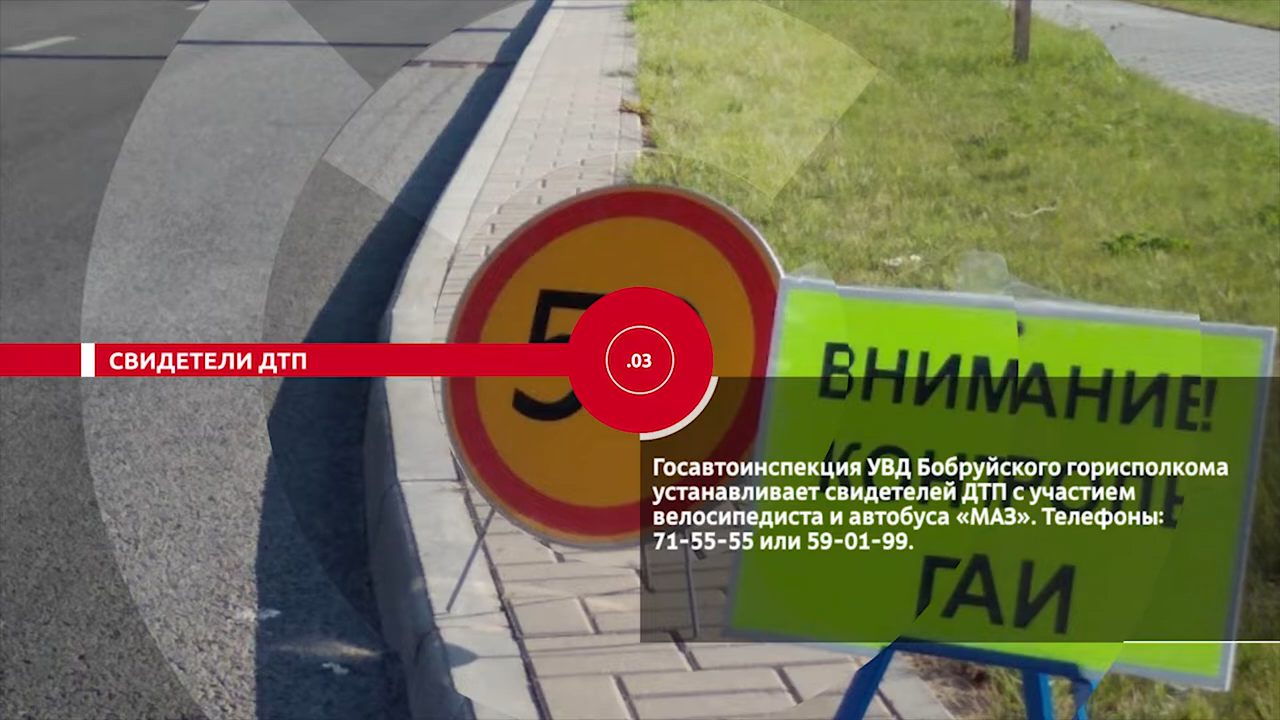 СВИДЕТЕЛИ ДТП
.03
ВНИМАНИЕ!
ГАИ
Госавтоинспекция УВД Бобруйского горисполкома
устанавливает свидетелей ДТП с участием
велосипедиста и автобуса «МАЗ». Телефоны:
71-55-55 или 59-01-99.